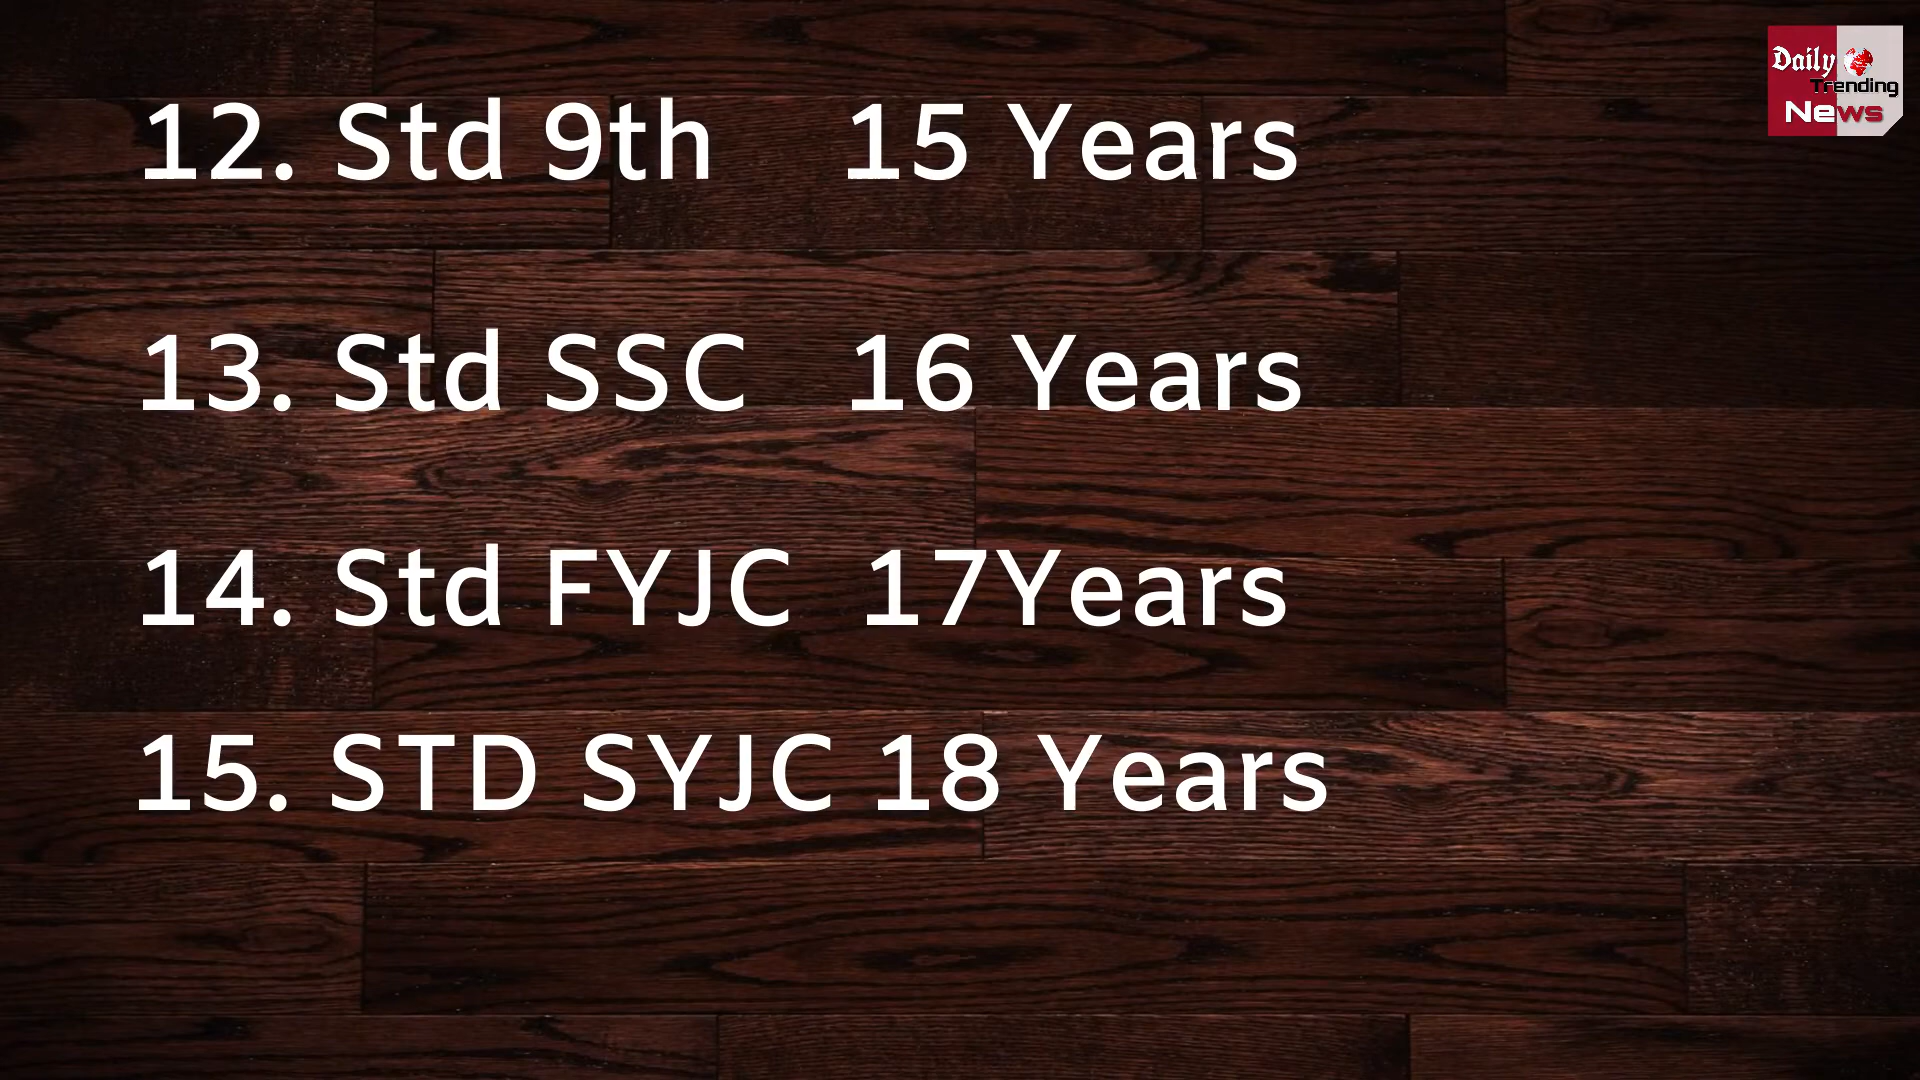 Daily
Trending
News
12. Std 9th 15 Years
13. Std SSC 16 Years
14. Std FYJC 17Years
15. STD SYJC 18 Years